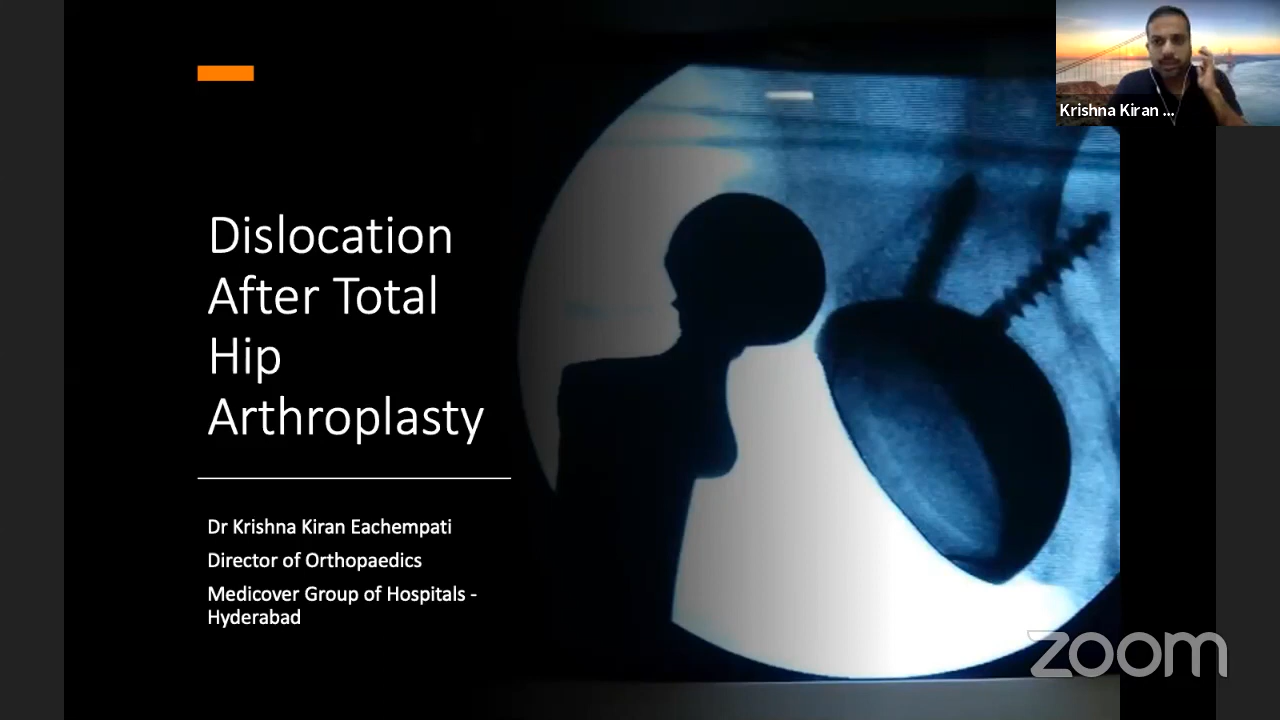 Krishna Kiran ...
Dislocation
After Total
Hip
Arthroplasty
Dr Krishna Kiran Eachempati
Director of Orthopaedics
Medicover Group of Hospitals -
Hyderabad
zoom